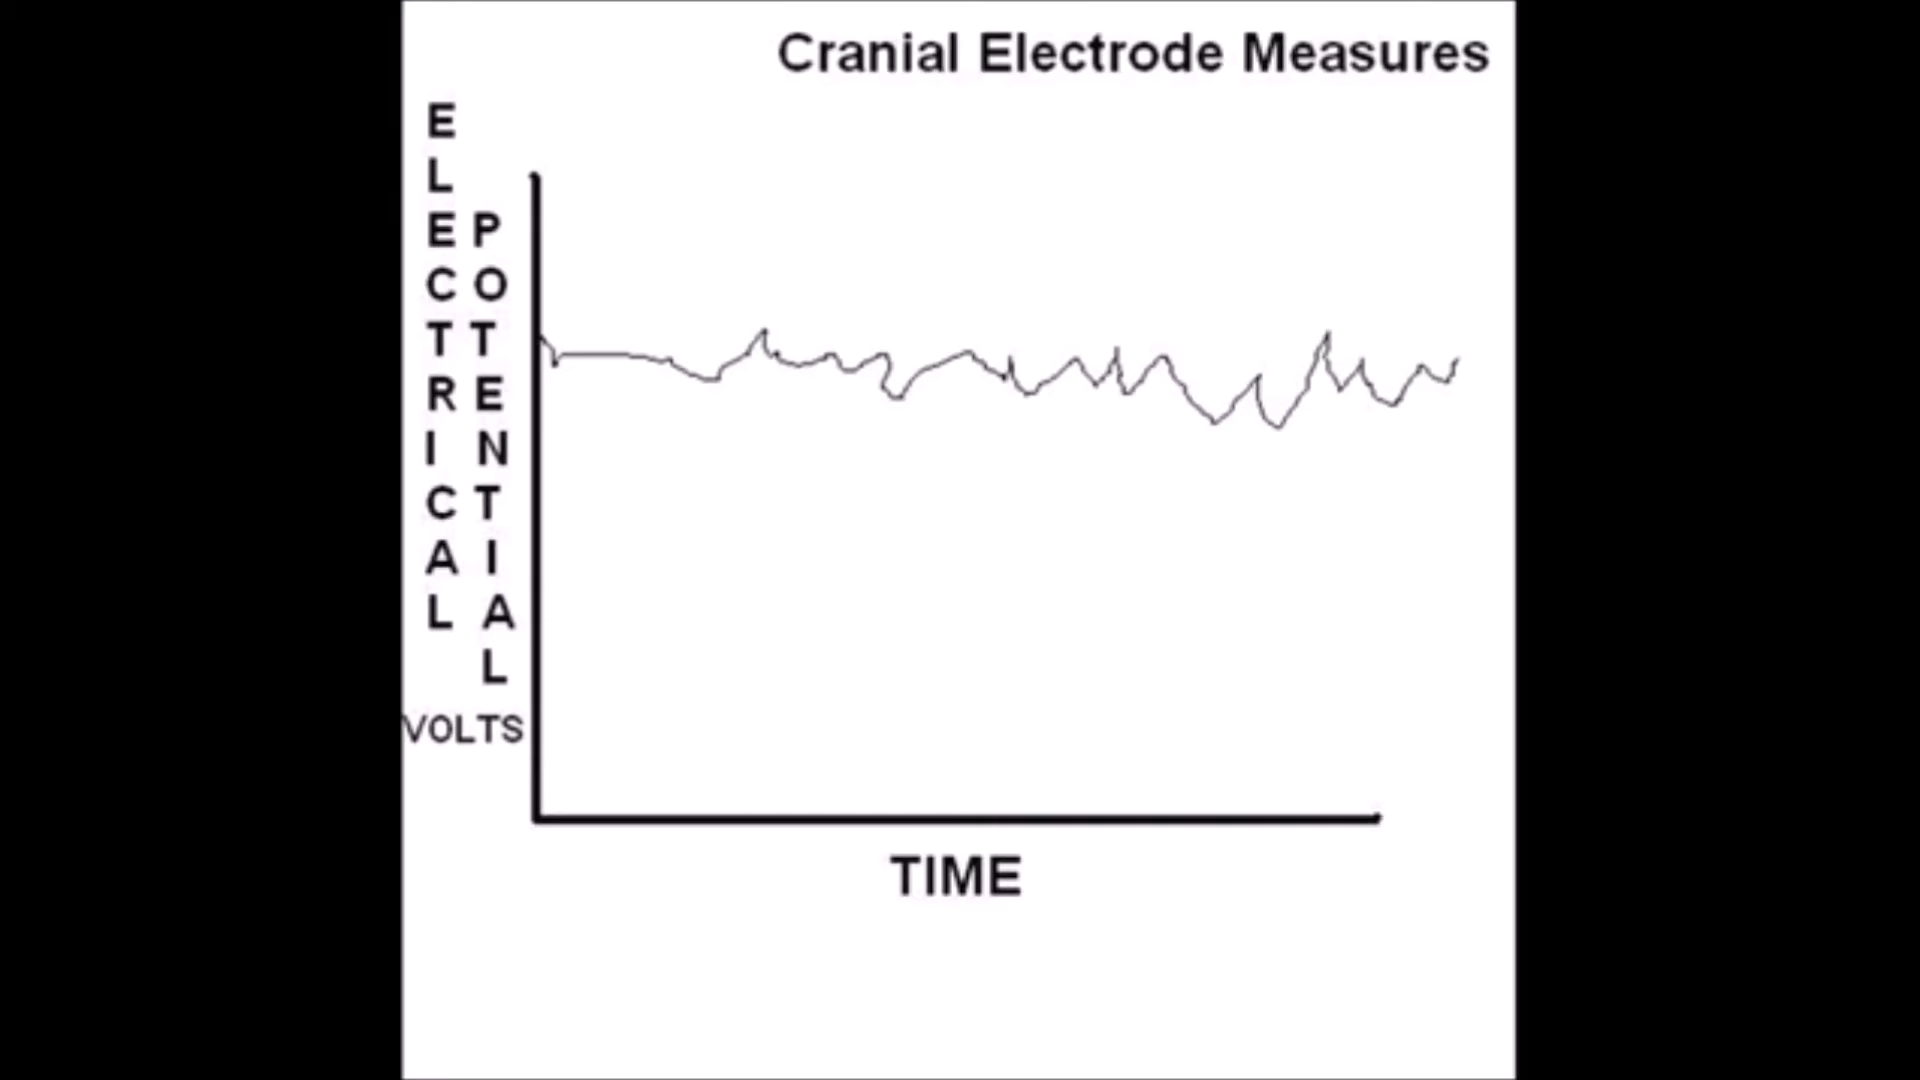 Cranial Electrode Measures
ELECTRICAL
POTENTIAL
VOLTS
TIME